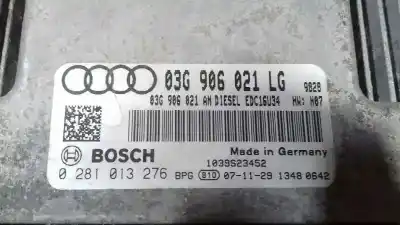 03G 906 021 LG 9828
03G 906 021 AN DIESEL EDC16U34 HW: H07
BOSCH
Made in Germany
1039S23452
0 281 013 276 BPG 81D 07-11-29 1348 0642